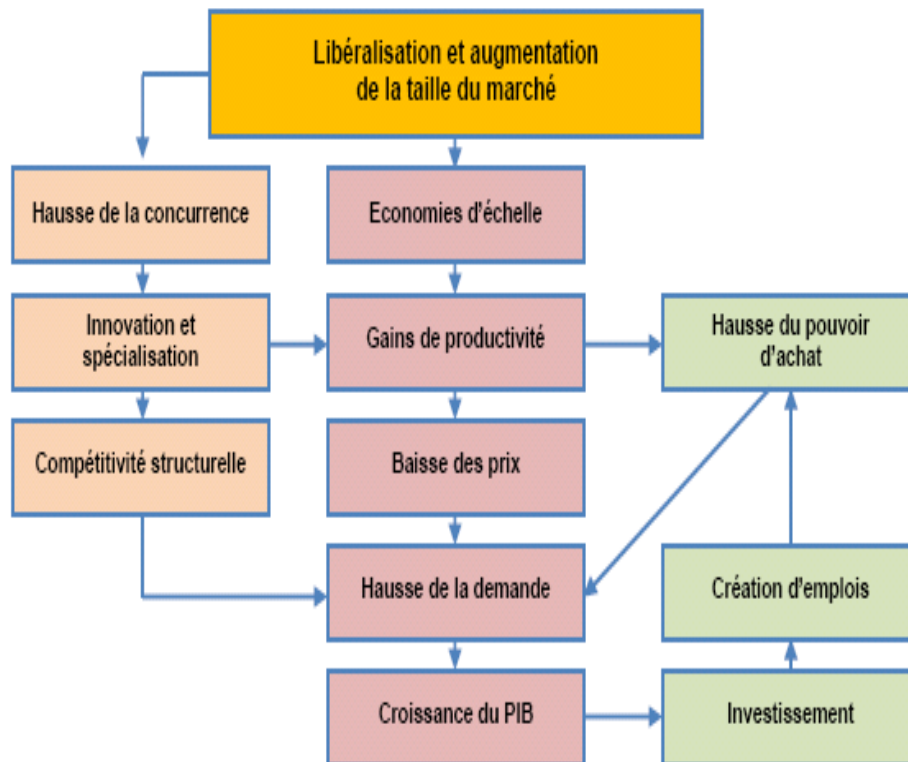 Libéralisation et augmentation
de la taille du marché
Hausse de la concurrence
Economies d'échelle
Innovation et
spécialisation
Gains de productivité
Hausse du pouvoir
d'achat
Compétitivité structurelle
Baisse des prix
Hausse de la demande
Création d'emplois
Croissance du PIB
Investissement